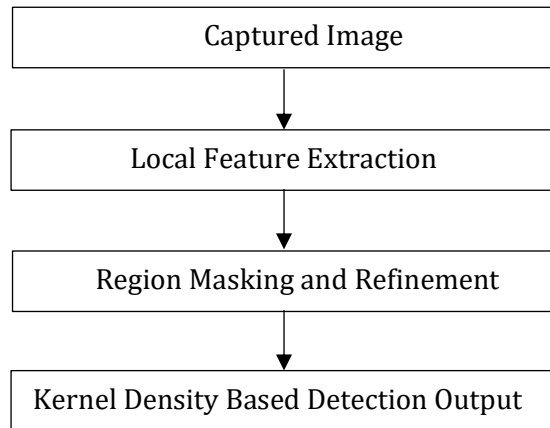 Captured Image
Local Feature Extraction
Region Masking and Refinement
Kernel Density Based Detection Output